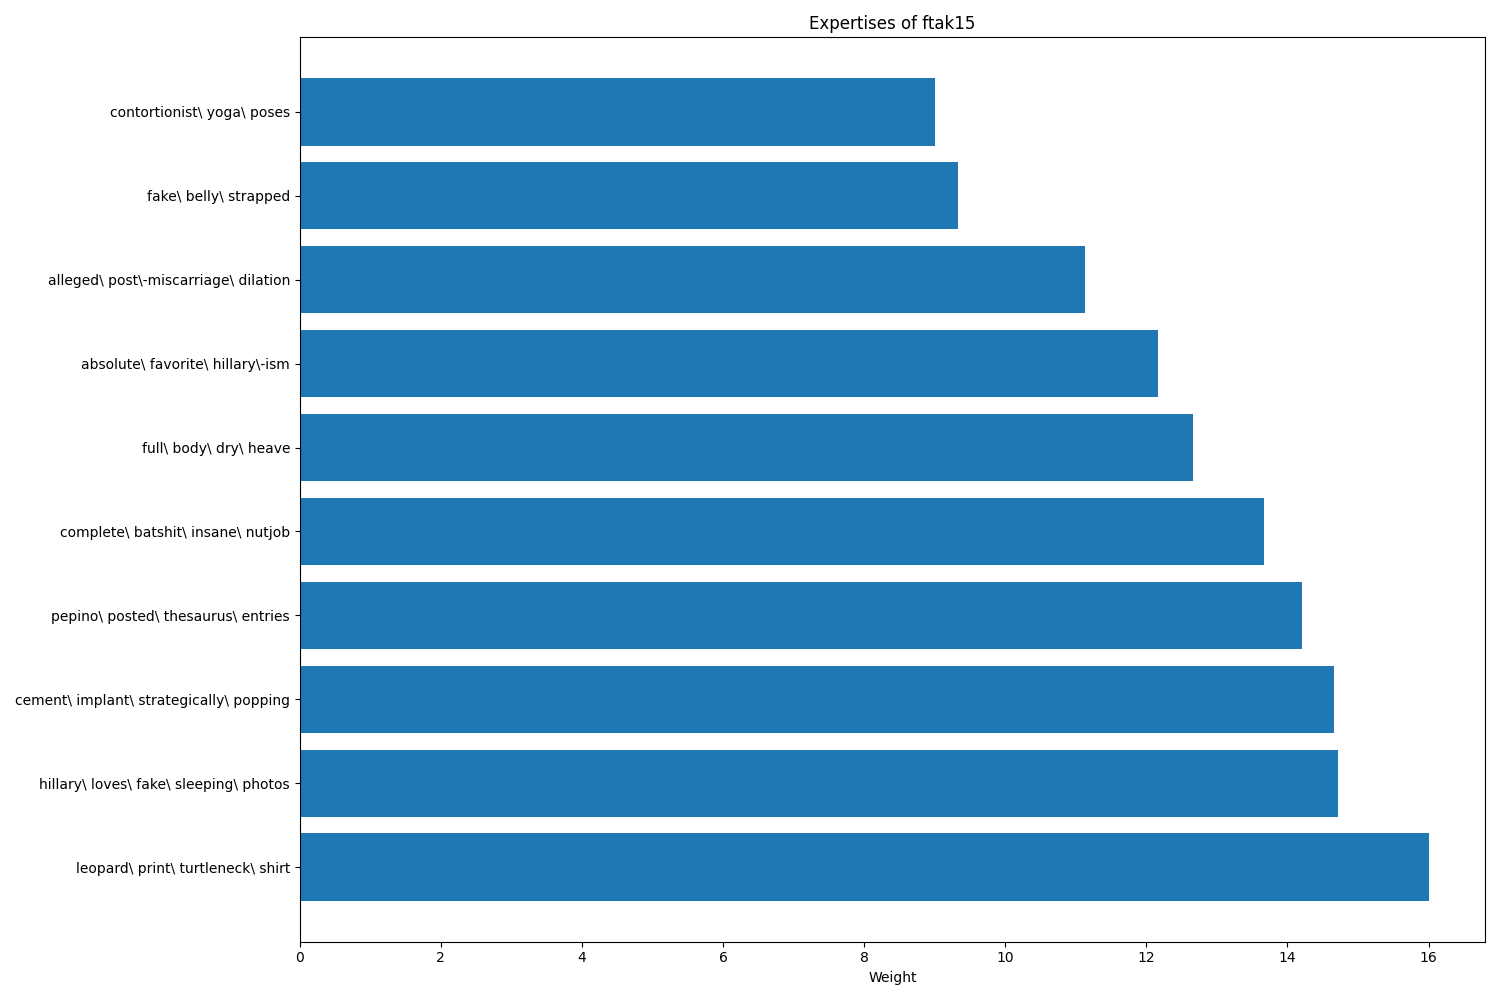 Expertises of ftak15
contortionist\ yoga\ poses
fake\ belly\ strapped
alleged\ post\-miscarriage\ dilation
absolute\ favorite\ hillary\-ism
full\ body\ dry\ heave
complete\ batshit\ insane\ nutjob
pepino\ posted\ thesaurus\ entries
cement\ implant\ strategically\ popping
hillary\ loves\ fake\ sleeping\ photos
leopard\ print\ turtleneck\ shirt
0 2 4 6 8 10 12 14 16
Weight